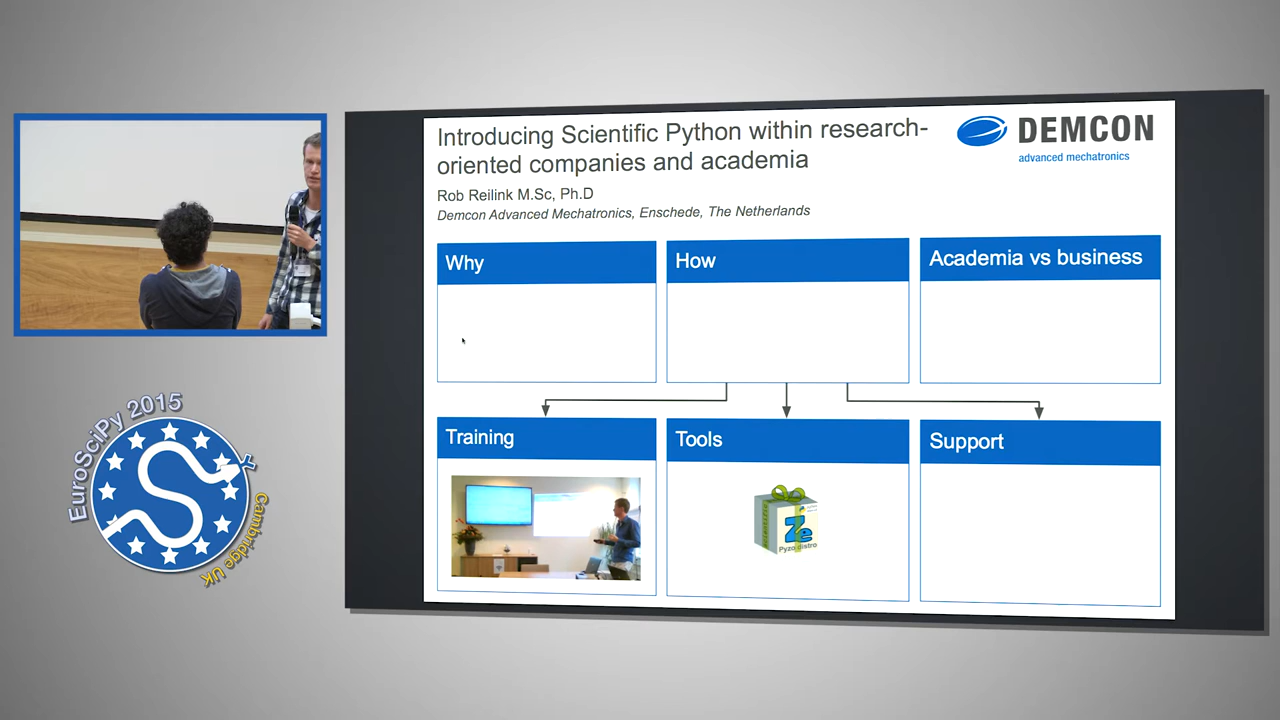 Introducing Scientific Python within research-
oriented companies and academia
Rob Reilink M.Sc, Ph.D
Demcon Advanced Mechatronics, Enschede, The Netherlands
DEMCON
advanced mechatronics
Why
How
Academia vs business
Training
Tools
Support
Ze
Pyzo distro
EuroSciPy 2015
Cambridge UK